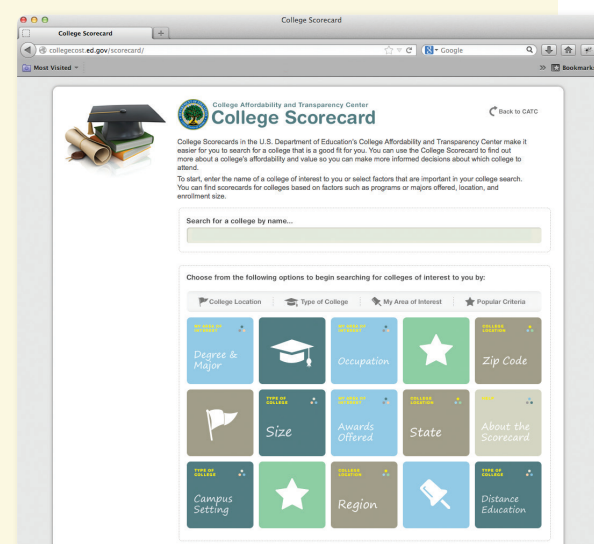 College Scorecard
College Scorecard
collegecost.ed.gov/scorecard/
Google
Most Visited
Bookmarks
College Affordability and Transparency Center
College Scorecard
Back to CATC
College Scorecards in the U.S. Department of Education's College Affordability and Transparency Center make it
easier for you to search for a college that is a good fit for you. You can use the College Scorecard to find out
more about a college's affordability and value so you can make more informed decisions about which college to
attend.
To start, enter the name of a college of interest to you or select factors that are important in your college search.
You can find scorecards for colleges based on factors such as programs or majors offered, location, and
enrollment size.
Search for a college by name...
Choose from the following options to begin searching for colleges of interest to you by:
College Location
Type of College
My Area of Interest
Popular Criteria
MY AREA OF
INTEREST
Degree &
Major
MY AREA OF
INTEREST
Occupation
COLLEGE
LOCATION
Zip Code
TYPE OF
COLLEGE
Size
MY AREA OF
INTEREST
Awards
Offered
COLLEGE
LOCATION
State
About the
Scorecard
TYPE OF
COLLEGE
Campus
Setting
COLLEGE
LOCATION
Region
TYPE OF
COLLEGE
Distance
Education